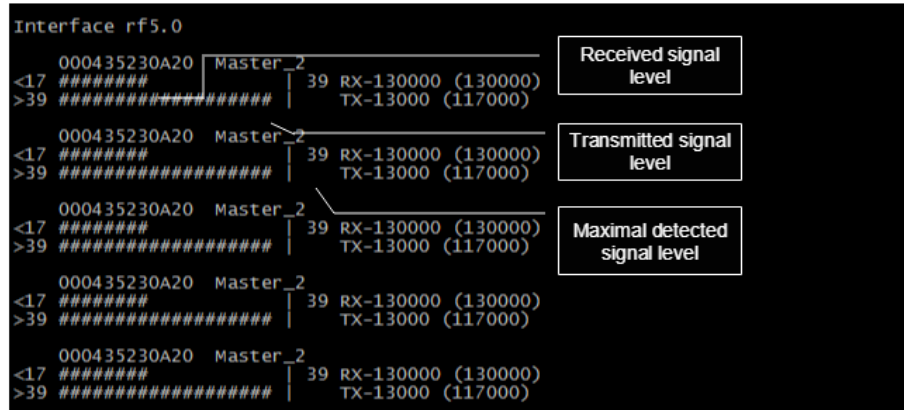 Interface rf5.0
000435230A20 Master_2
<17 ######## | 39 RX-130000 (130000)
>39 ################### | TX-13000 (117000)
000435230A20 Master_2
<17 ######## | 39 RX-130000 (130000)
>39 ################### | TX-13000 (117000)
000435230A20 Master_2
<17 ######## | 39 RX-130000 (130000)
>39 ################### | TX-13000 (117000)
000435230A20 Master_2
<17 ######## | 39 RX-130000 (130000)
>39 ################### | TX-13000 (117000)
000435230A20 Master_2
<17 ######## | 39 RX-130000 (130000)
>39 ################### | TX-13000 (117000)
Received signal
level
Transmitted signal
level
Maximal detected
signal level